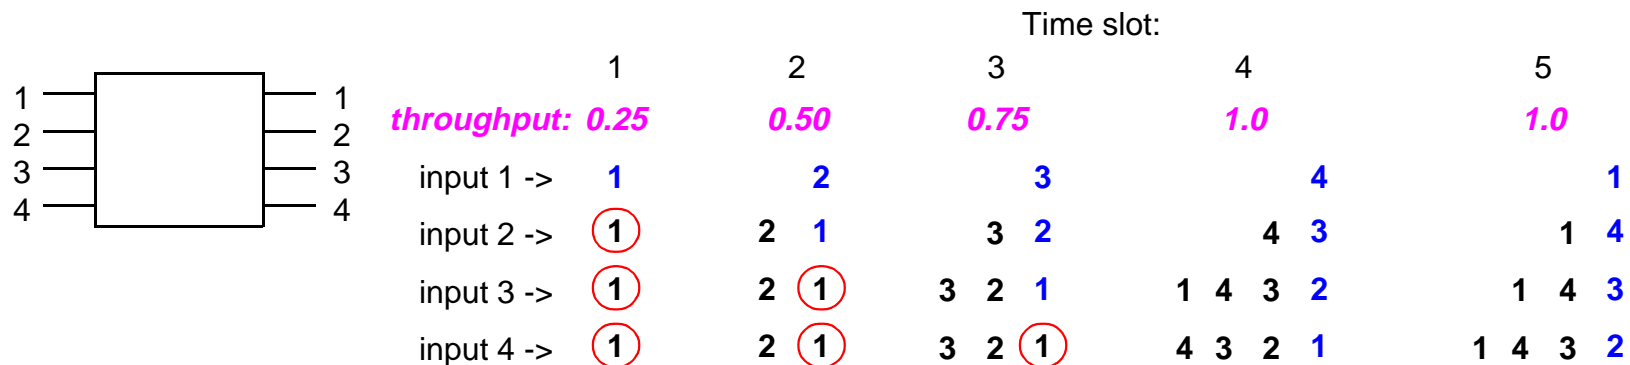 Time slot:
1 2 3 4 5
1 1
throughput: 0.25 0.50 0.75 1.0 1.0
2 2
3 3
input 1 -> 1 2 3 4 1
4 4
input 2 -> 1 2 1 3 2 4 3 1 4
input 3 -> 1 2 1 3 2 1 1 4 3 2 1 4 3
input 4 -> 1 2 1 3 2 1 4 3 2 1 1 4 3 2